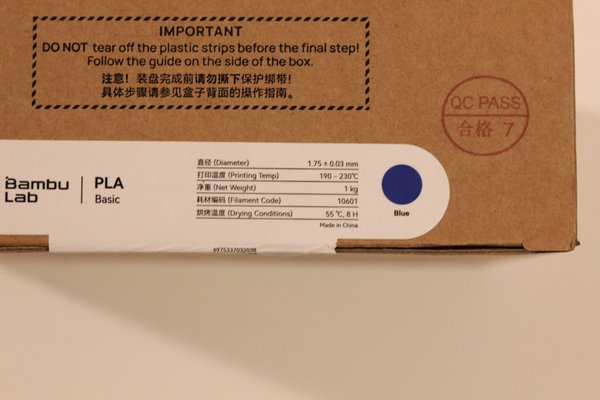 IMPORTANT
DO NOT tear off the plastic strips before the final step!
Follow the guide on the side of the box.
注意！装盘完成前请勿撕下保护绑带！
具体步骤请参见盒子背面的操作指南。
QC PASS
合格 7
Bambu
Lab
PLA
Basic
直径 (Diameter) 1.75 ± 0.03 mm
打印温度 (Printing Temp) 190 - 230℃
净重 (Net Weight) 1 kg
耗材编码 (Filament Code) 10601
烘烤温度 (Drying Conditions) 55 ℃, 8 H
Made in China
Blue
4975337032038